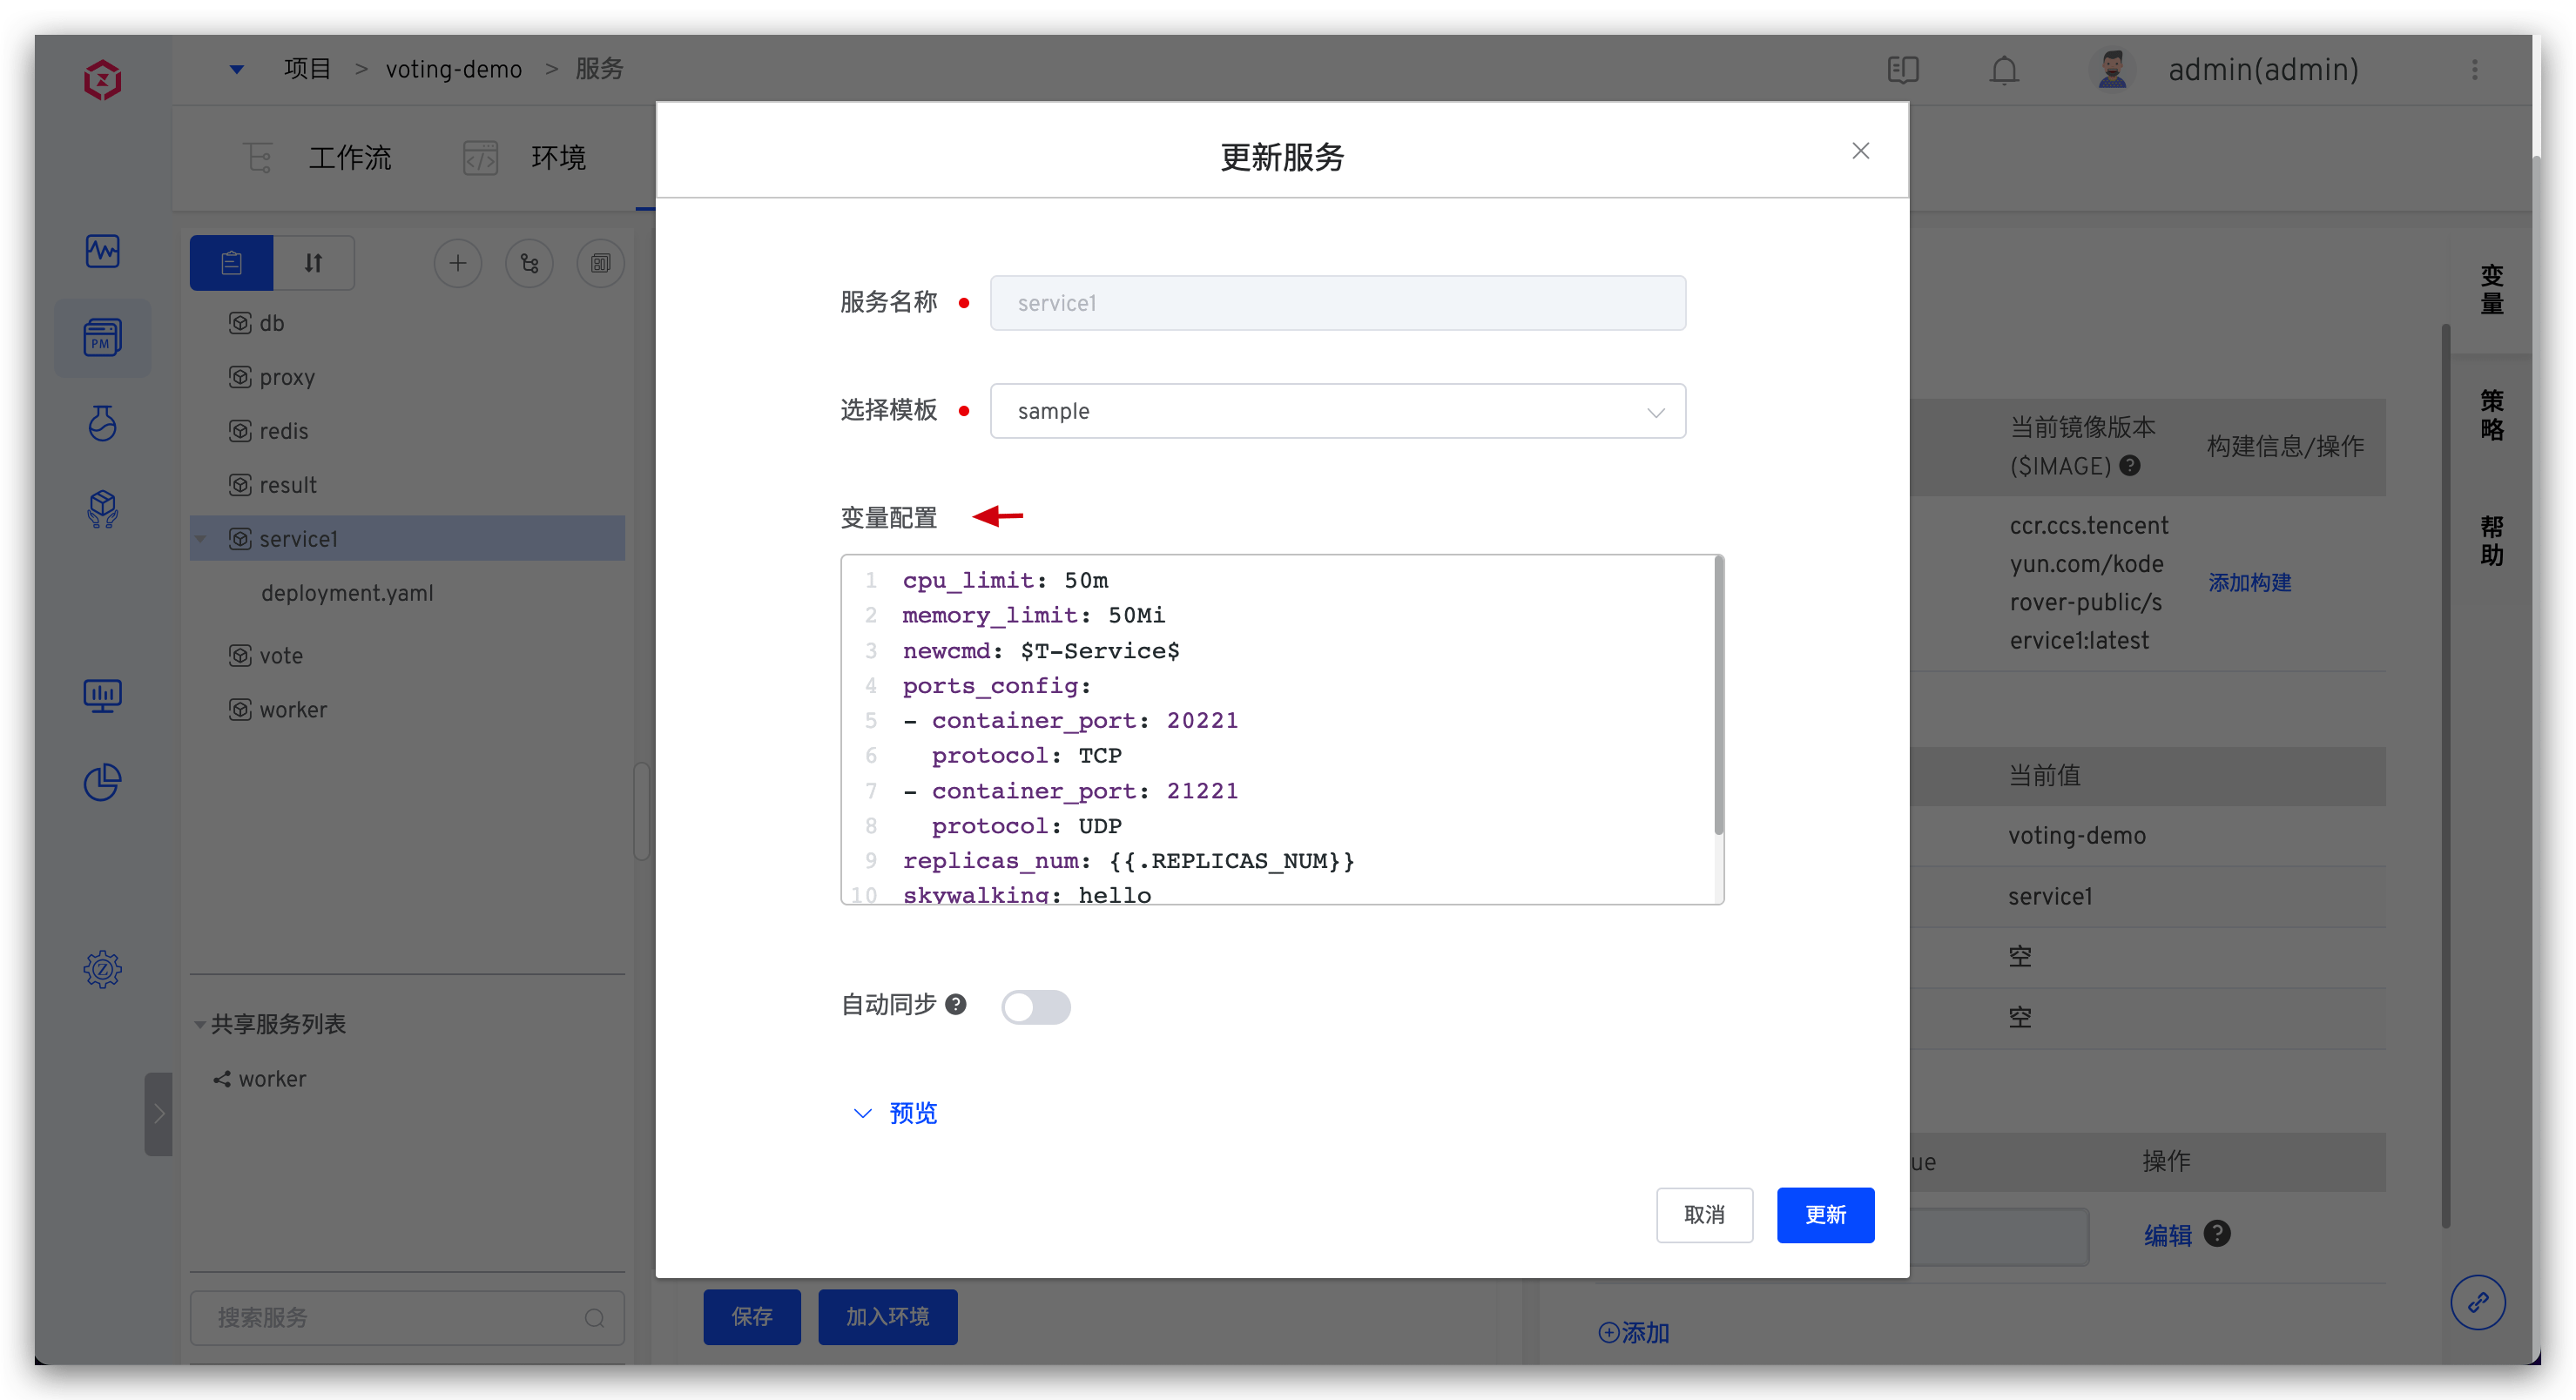 项目 > voting-demo > 服务
admin(admin)
工作流
环境
更新服务
PM
db
proxy
redis
result
service1
deployment.yaml
vote
worker
共享服务列表
worker
搜索服务
服务名称
service1
选择模板
sample
变量配置
1 cpu_limit: 50m
2 memory_limit: 50Mi
3 newcmd: $T-Service$
4 ports_config:
5 - container_port: 20221
6 protocol: TCP
7 - container_port: 21221
8 protocol: UDP
9 replicas_num: {{.REPLICAS_NUM}}
10 skywalking: hello
自动同步
预览
取消
更新
保存
加入环境
当前镜像版本
($IMAGE)
构建信息/操作
ccr.ccs.tencent
yun.com/kode
rover-public/s
ervice1:latest
添加构建
当前值
voting-demo
service1
空
空
ue
操作
编辑
添加
变量
策略
帮助